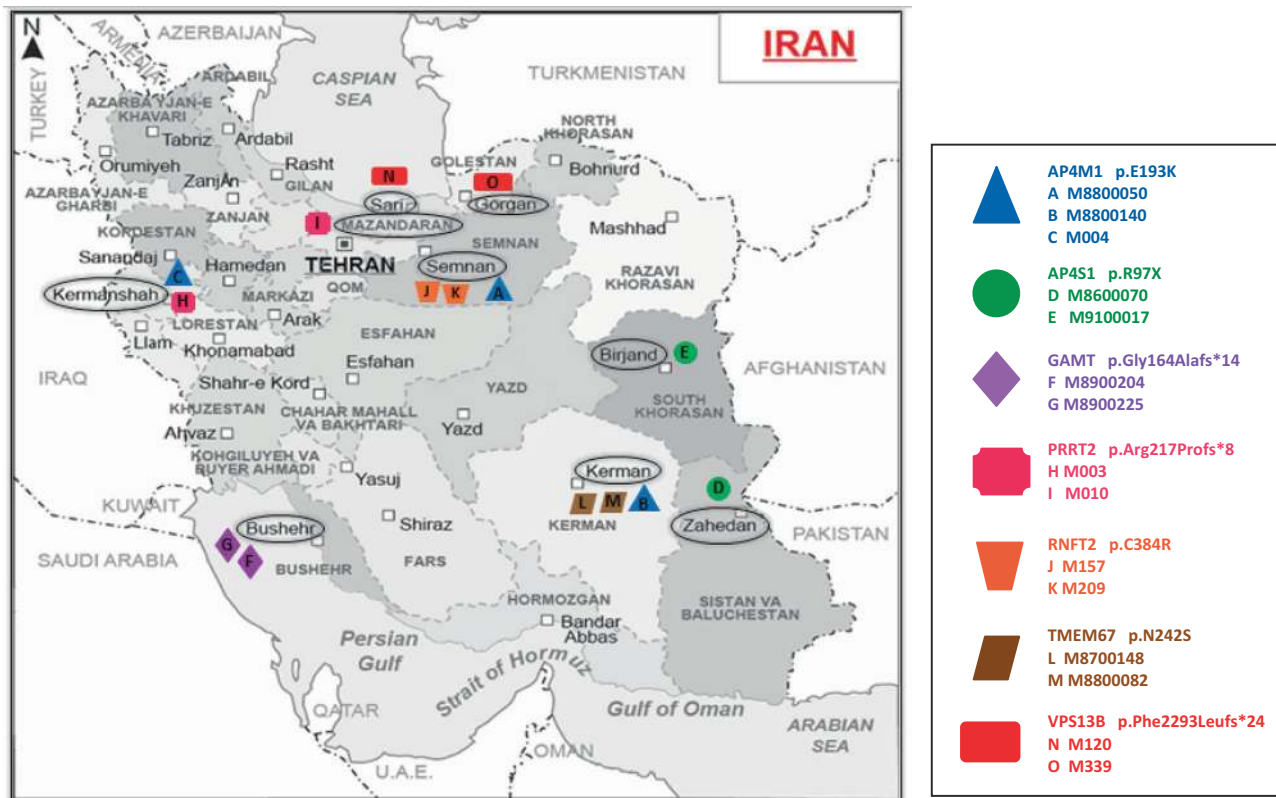 N
IRAN
AZERBAIJAN
ARMENIA
TURKEY
ARDABIL
CASPIAN
SEA
TURKMENISTAN
AZARBAYJAN-E
KHAVARI
Tabriz
Ardabil
NORTH
KHORASAN
Orumiyeh
Rasht
GOLESTAN
Bohnurd
Zanjan
GILAN
N
O
AZARBAYJAN-E
GHARBI
ZANJAN
Sari
Gorgan
I
MAZANDARAN
Mashhad
KORDESTAN
SEMNAN
Sanandaj
TEHRAN
Semnan
RAZAVI
KHORASAN
C
Hamedan
QOM
J
K
A
Kermanshah
H
MARKAZI
LORESTAN
Arak
ESFAHAN
Llam
Khonamabad
Birjand
E
IRAQ
Esfahan
AFGHANISTAN
Shahr-e Kord
YAZD
KHUZESTAN
CHAHAR MAHALL
VA BAKHTARI
SOUTH
KHORASAN
Ahvaz
Yazd
KOHGILUYEH VA
BUYER AHMADI
Yasuj
Kerman
D
KUWAIT
L
M
B
Bushehr
Shiraz
KERMAN
Zahedan
PAKISTAN
SAUDI ARABIA
G
F
BUSHEHR
FARS
HORMOZGAN
SISTAN VA
BALUCHESTAN
Bandar
Abbas
Persian
Gulf
Strait of Hormuz
QATAR
Gulf of Oman
ARABIAN
SEA
OMAN
U.A.E.
AP4M1 p.E193K
A M8800050
B M8800140
C M004
AP4S1 p.R97X
D M8600070
E M9100017
GAMT p.Gly164Alafs*14
F M8900204
G M8900225
PRRT2 p.Arg217Profs*8
H M003
I M010
RNFT2 p.C384R
J M157
K M209
TMEM67 p.N242S
L M8700148
M M8800082
VPS13B p.Phe2293Leufs*24
N M120
O M339